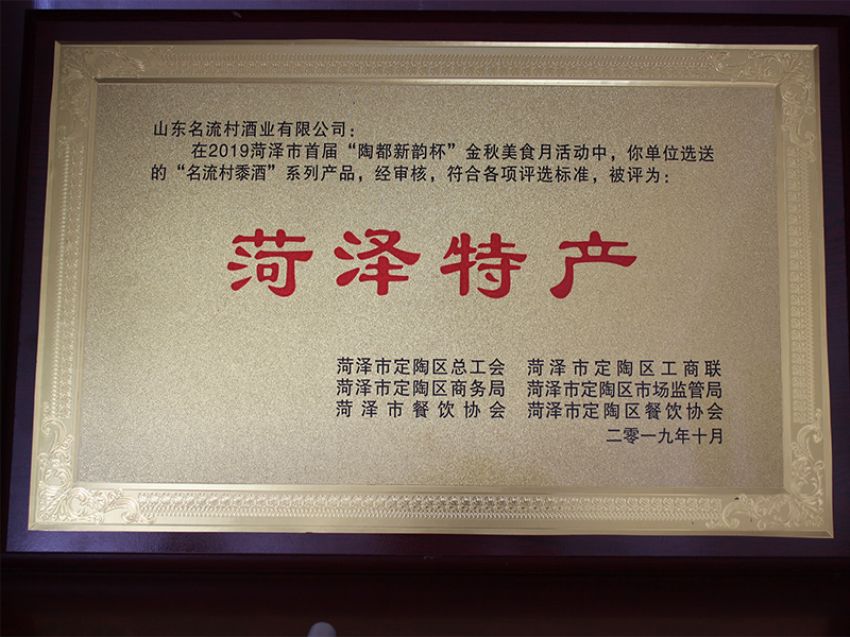 山东名流村酒业有限公司：
在2019菏泽市首届“陶都新韵杯”金秋美食月活动中，你单位选送
的“名流村黍酒”系列产品，经审核，符合各项评选标准，被评为：
菏泽特产
菏泽市定陶区总工会 菏泽市定陶区工商联
菏泽市定陶区商务局 菏泽市定陶区市场监管局
菏泽市餐饮协会 菏泽市定陶区餐饮协会
二零一九年十月